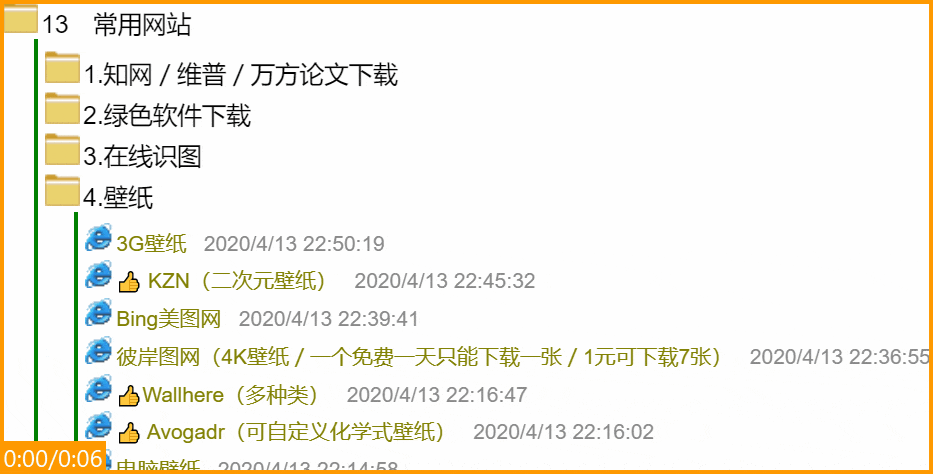 13 常用网站
1.知网 / 维普 / 万方论文下载
2.绿色软件下载
3.在线识图
4.壁纸
3G壁纸 2020/4/13 22:50:19
👍 KZN（二次元壁纸） 2020/4/13 22:45:32
Bing美图网 2020/4/13 22:39:41
彼岸图网（4K壁纸 / 一个免费一天只能下载一张 / 1元可下载7张） 2020/4/13 22:36:55
👍Wallhere（多种类） 2020/4/13 22:16:47
👍 Avogadr（可自定义化学式壁纸） 2020/4/13 22:16:02
电脑壁纸 2020/4/13 22:14:58
0:00/0:06